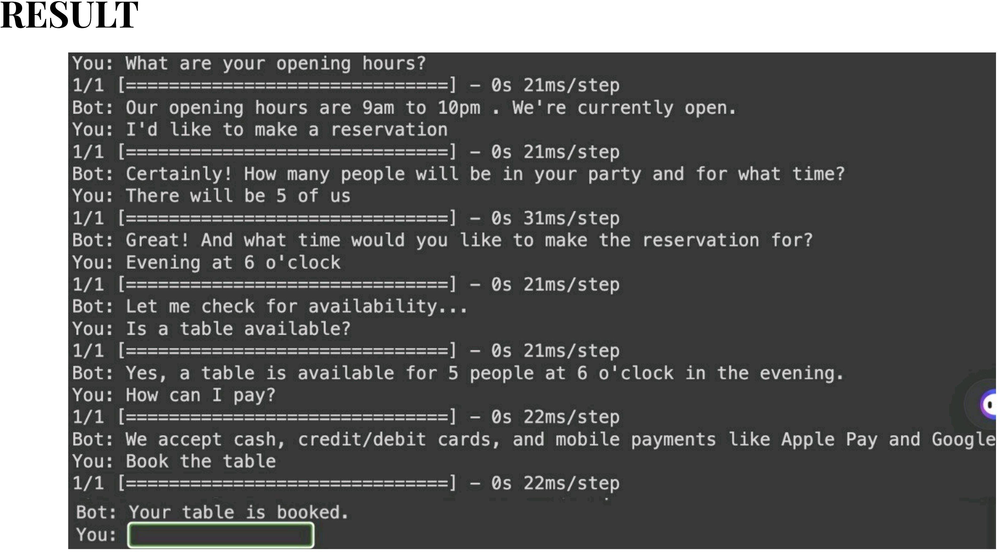 RESULT
You: What are your opening hours?
1/1 [==============================] – 0s 21ms/step
Bot: Our opening hours are 9am to 10pm . We're currently open.
You: I'd like to make a reservation
1/1 [==============================] – 0s 21ms/step
Bot: Certainly! How many people will be in your party and for what time?
You: There will be 5 of us
1/1 [==============================] – 0s 31ms/step
Bot: Great! And what time would you like to make the reservation for?
You: Evening at 6 o'clock
1/1 [==============================] – 0s 21ms/step
Bot: Let me check for availability...
You: Is a table available?
1/1 [==============================] – 0s 21ms/step
Bot: Yes, a table is available for 5 people at 6 o'clock in the evening.
You: How can I pay?
1/1 [==============================] – 0s 22ms/step
Bot: We accept cash, credit/debit cards, and mobile payments like Apple Pay and Google
You: Book the table
1/1 [==============================] – 0s 22ms/step
Bot: Your table is booked.
You: